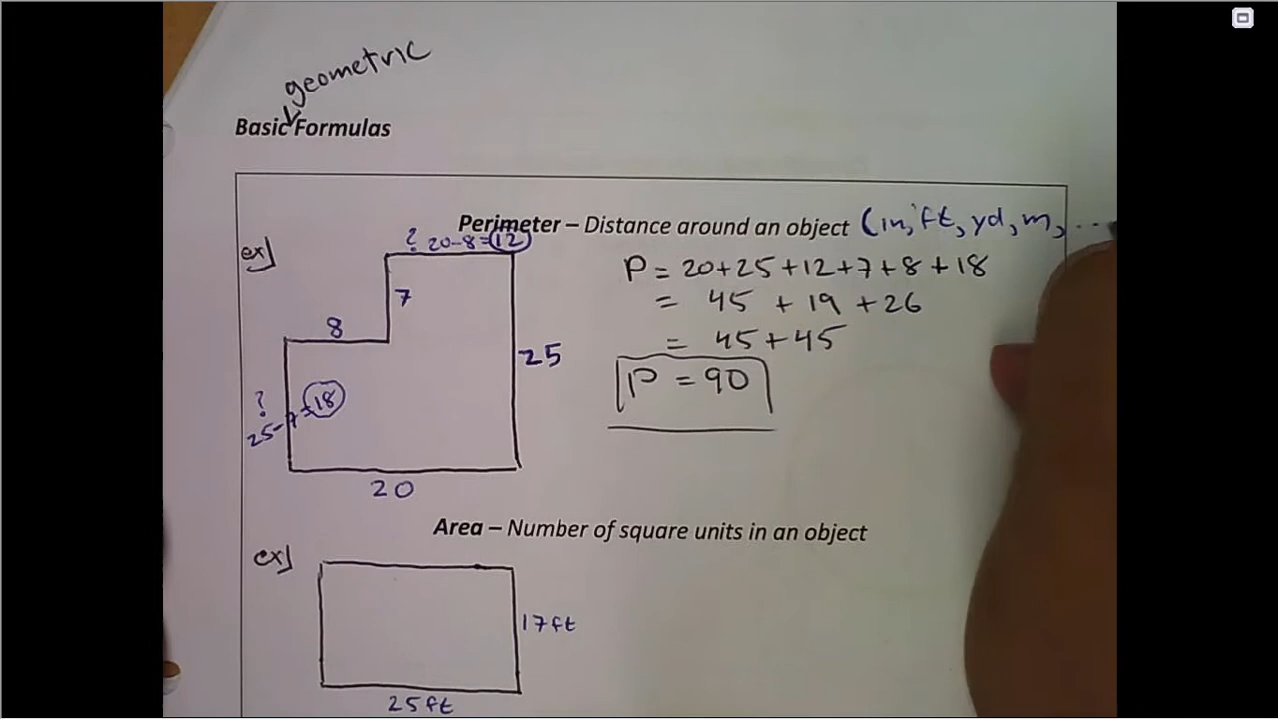 geometric
Basic Formulas
Perimeter – Distance around an object (in, ft, yd, m, ...
ex]
? 20-8=12
7
8
25
?
25-7=18
20
P = 20+25+12+7+8+18
= 45 + 19 +26
= 45+45
P = 90
Area – Number of square units in an object
ex]
17ft
25ft